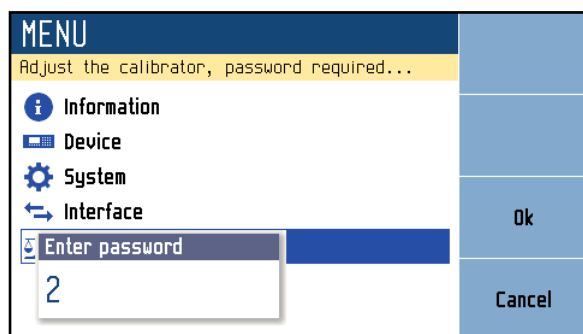 MENU
Adjust the calibrator, password required...
Information
Device
System
Interface
Enter password
2
Ok
Cancel